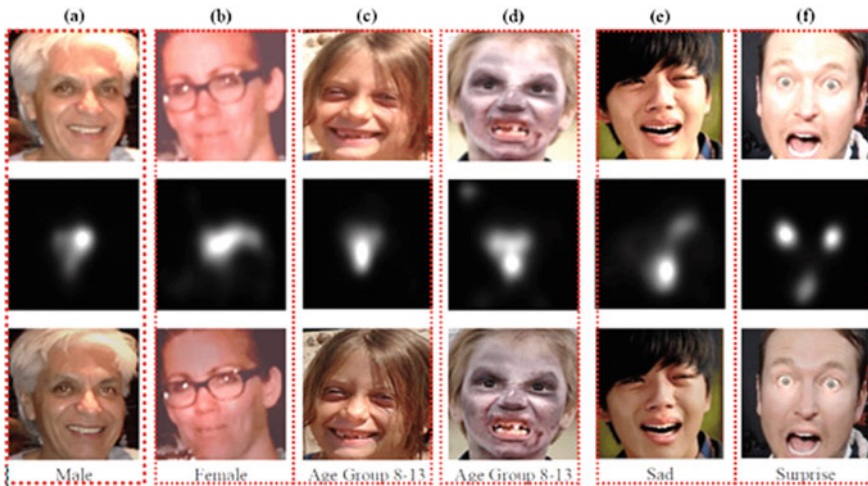 (a) (b) (c) (d) (e) (f)
Male Female Age Group 8-13 Age Group 8-13 Sad Surprise